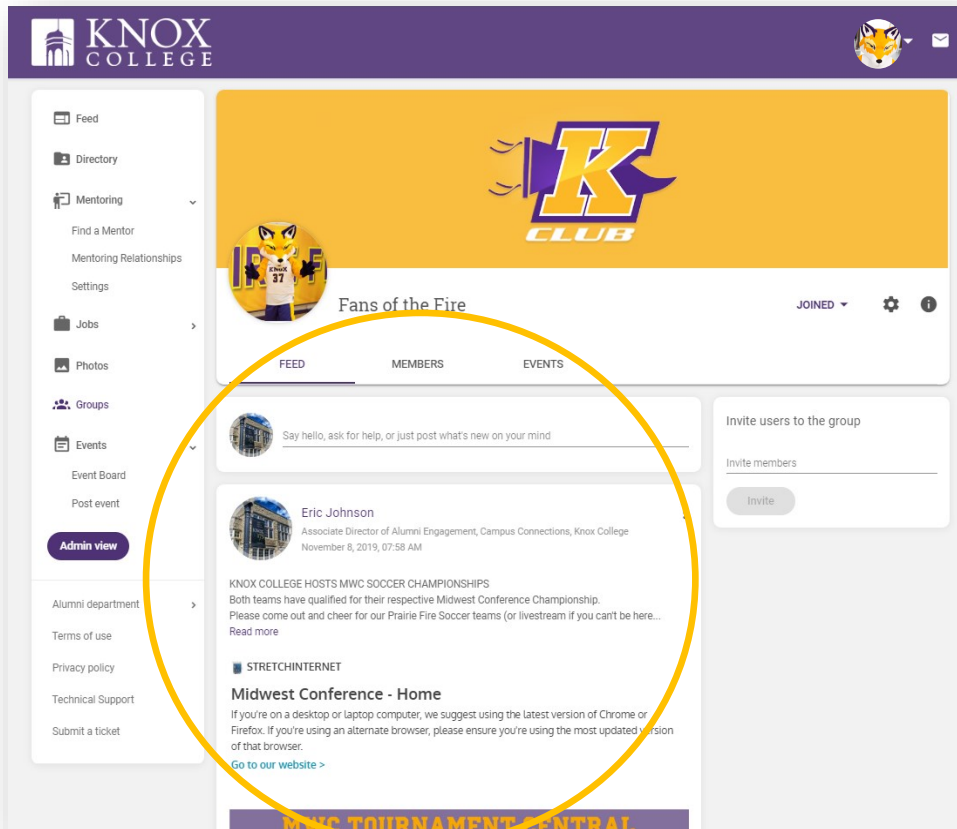 KNOX
COLLEGE
Feed
Directory
Mentoring
Find a Mentor
Mentoring Relationships
Settings
Jobs
Photos
Groups
Events
Event Board
Post event
Admin view
Alumni department
Terms of use
Privacy policy
Technical Support
Submit a ticket
K
CLUB
KNOX
37
Fans of the Fire
JOINED
FEED MEMBERS EVENTS
Say hello, ask for help, or just post what's new on your mind
Eric Johnson
Associate Director of Alumni Engagement, Campus Connections, Knox College
November 8, 2019, 07:58 AM
KNOX COLLEGE HOSTS MWC SOCCER CHAMPIONSHIPS
Both teams have qualified for their respective Midwest Conference Championship.
Please come out and cheer for our Prairie Fire Soccer teams (or livestream if you can't be here...
Read more
STRETCHINTERNET
Midwest Conference - Home
If you're on a desktop or laptop computer, we suggest using the latest version of Chrome or
Firefox. If you're using an alternate browser, please ensure you're using the most updated version
of that browser.
Go to our website >
MWC TOURNAMENT CENTRAL
Invite users to the group
Invite members
Invite